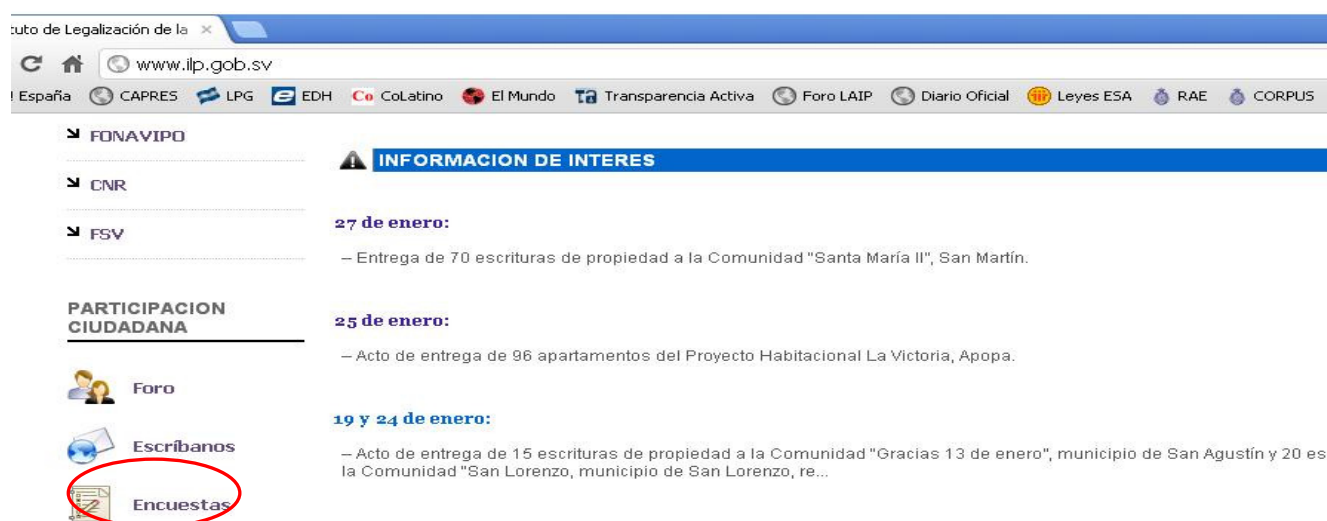 tuto de Legalización de la
www.ilp.gob.sv
España CAPRES LPG EDH Co CoLatino El Mundo Ta Transparencia Activa Foro LAIP Diario Oficial Leyes ESA RAE CORPUS
FONAVIPO
CNR
FSV
PARTICIPACION
CIUDADANA
Foro
Escríbanos
Encuestas
INFORMACION DE INTERES
27 de enero:
– Entrega de 70 escrituras de propiedad a la Comunidad "Santa María II", San Martín.
25 de enero:
– Acto de entrega de 96 apartamentos del Proyecto Habitacional La Victoria, Apopa.
19 y 24 de enero:
– Acto de entrega de 15 escrituras de propiedad a la Comunidad "Gracias 13 de enero", municipio de San Agustín y 20 es
la Comunidad "San Lorenzo, municipio de San Lorenzo, re...